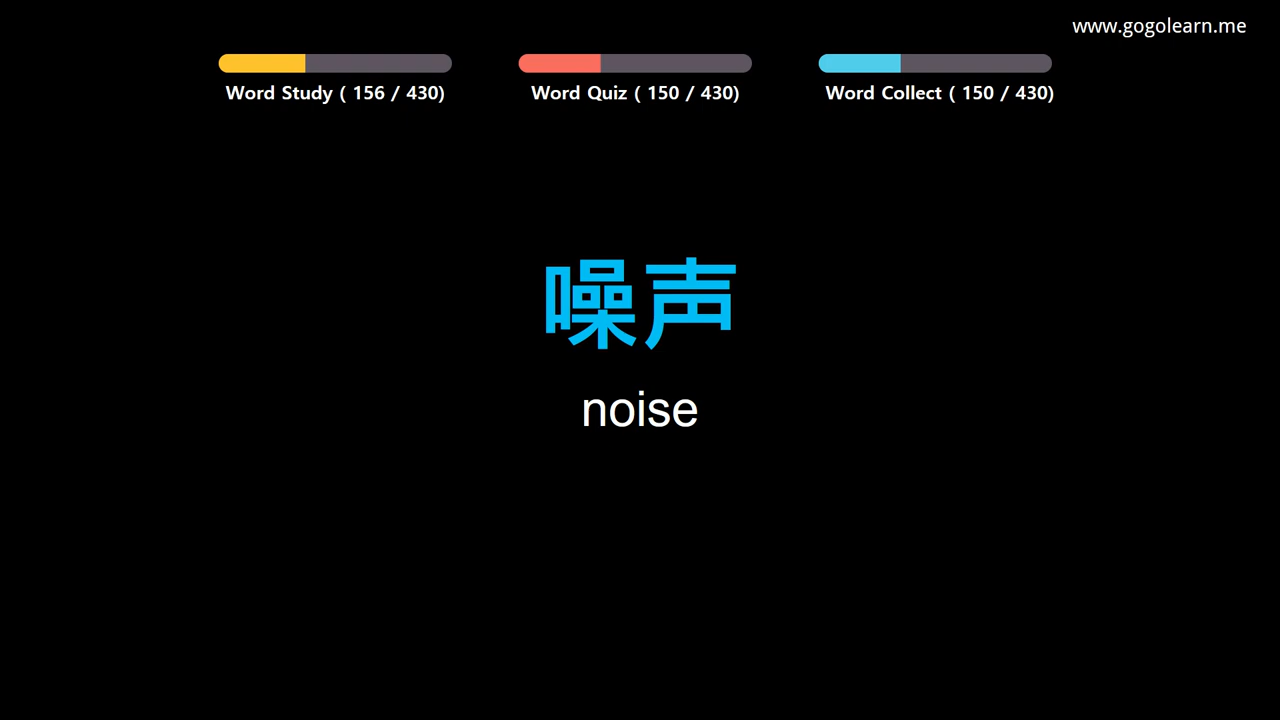 www.gogolearn.me
Word Study ( 156 / 430)
Word Quiz ( 150 / 430)
Word Collect ( 150 / 430)
噪声
noise